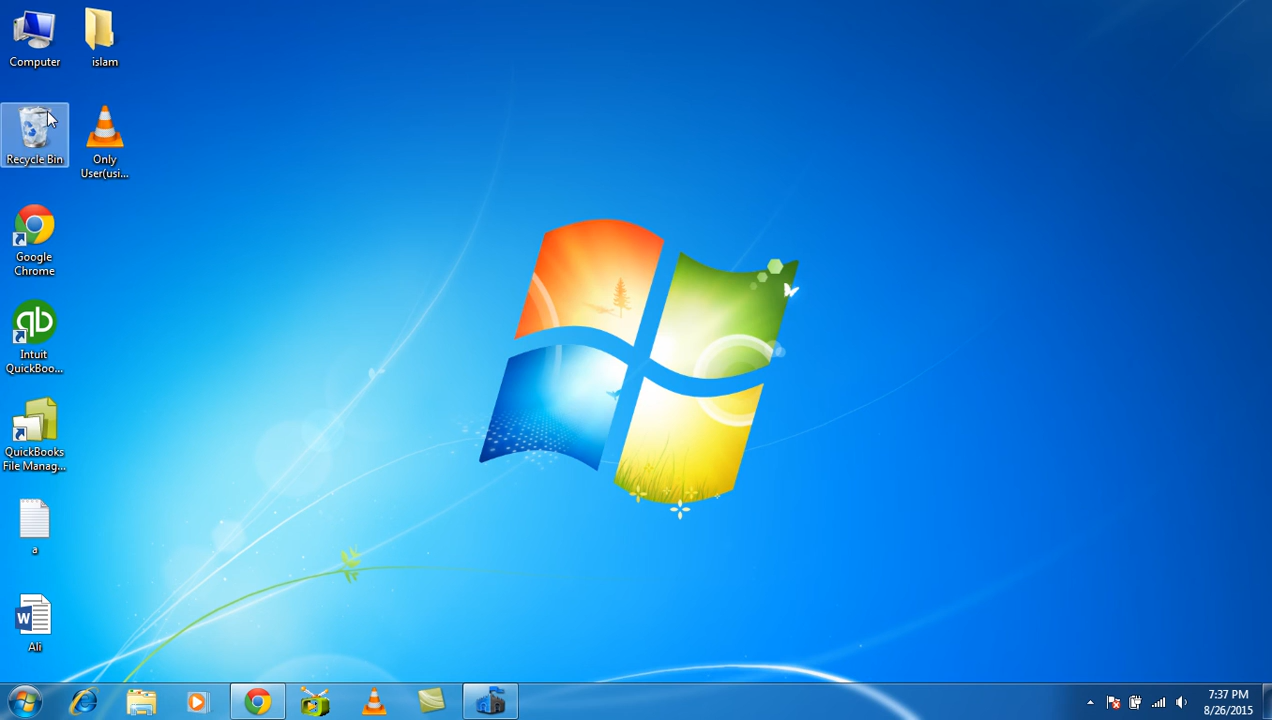 Computer
islam
Recycle Bin
Only
User(usi...
Google
Chrome
qb
Intuit
QuickBoo...
QuickBooks
File Manag...
a
W
Ali
7:37 PM
8/26/2015